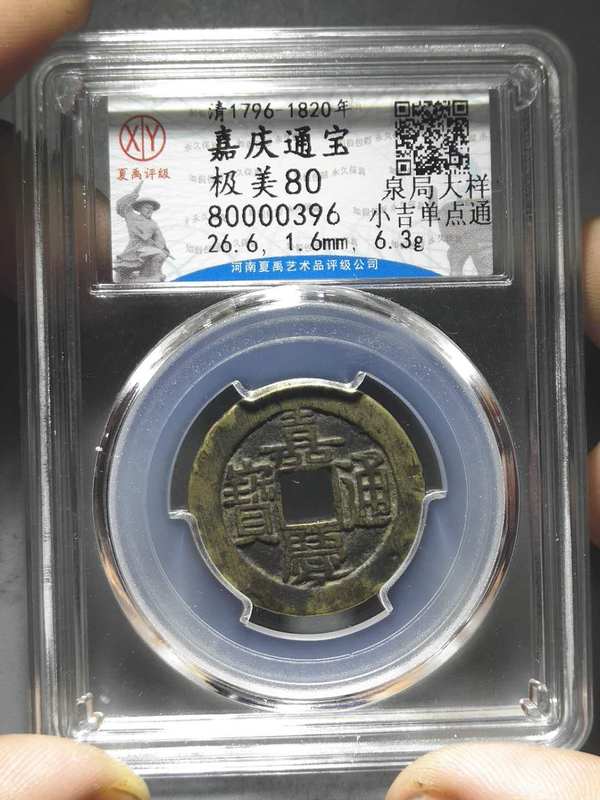 清1796-1820年
XY
嘉庆通宝
夏禹评级
极美80
泉局大样
80000396
小吉单点通
26.6, 1.6mm, 6.3g
河南夏禹艺术品评级公司
嘉慶通寶